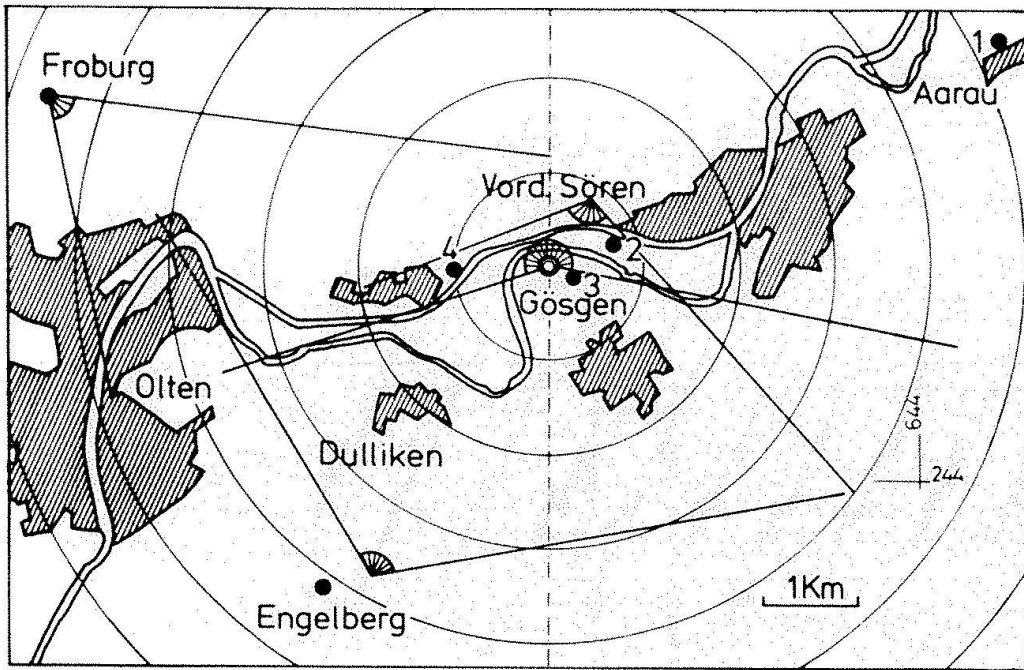 Froburg
1
Aarau
Vord. Sören
4
2
3
Gösgen
Olten
Dulliken
644
244
1Km
Engelberg